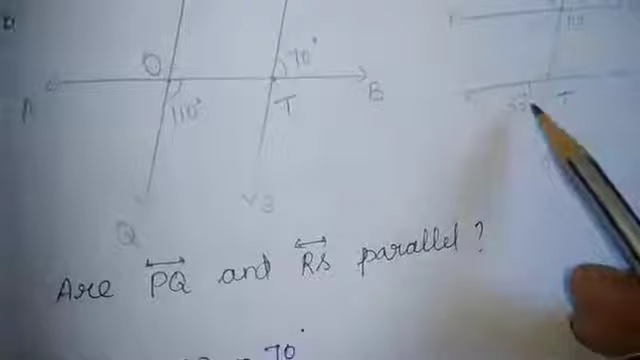 O 70°
A 110° T B
Q S
T
Are PQ and RS parallel?
70°